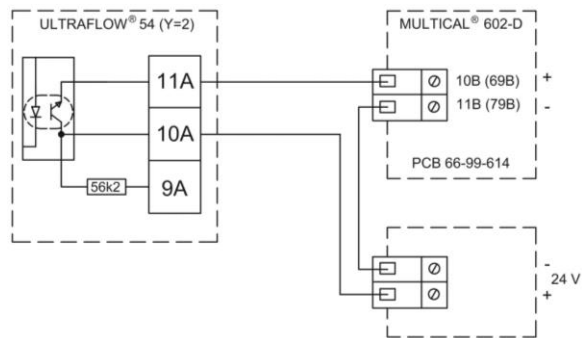 ULTRAFLOW® 54 (Y=2)
MULTICAL® 602-D
11A
10A
56k2
9A
10B (69B)
+
11B (79B)
-
PCB 66-99-614
-
24 V
+